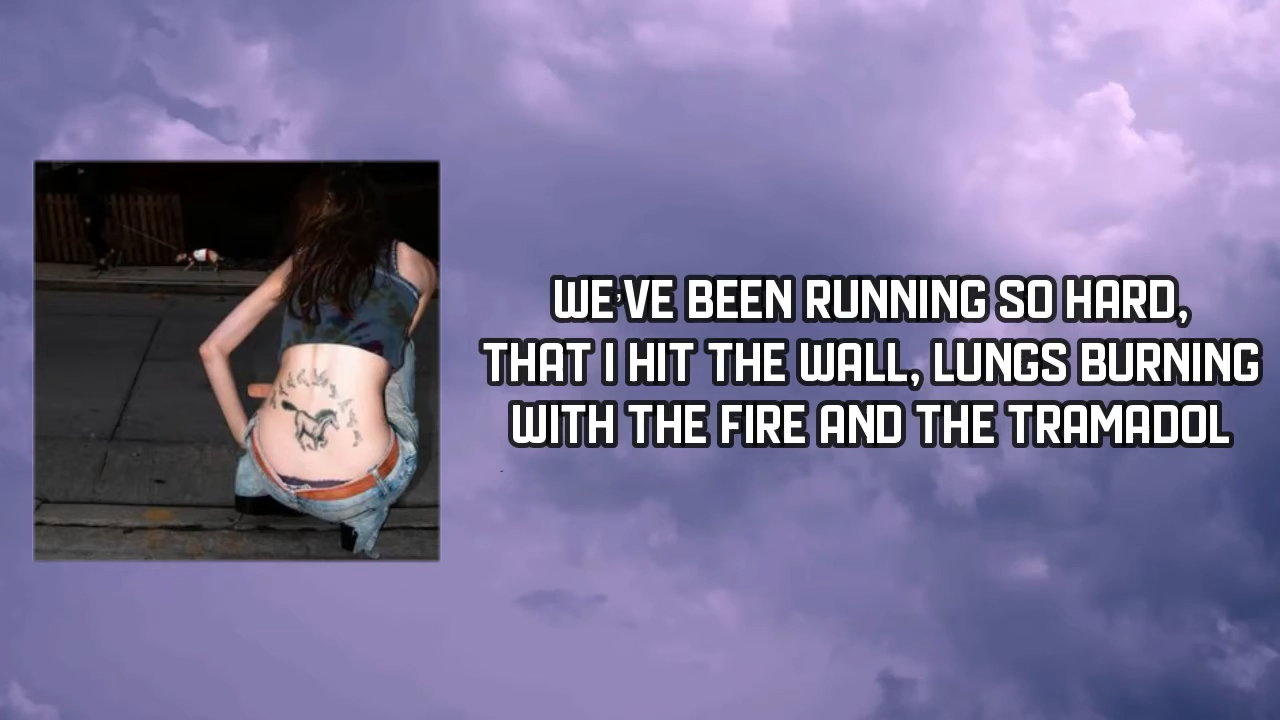 WE'VE BEEN RUNNING SO HARD,
THAT I HIT THE WALL, LUNGS BURNING
WITH THE FIRE AND THE TRAMADOL